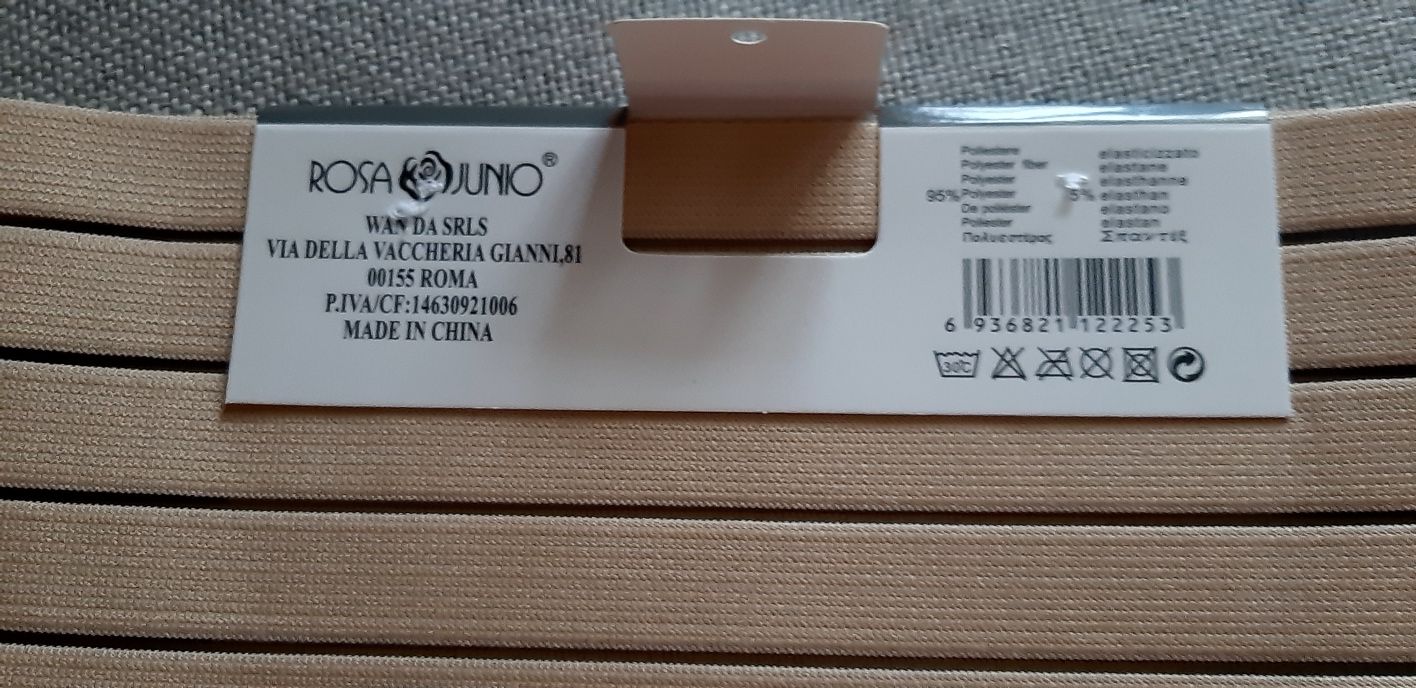 ROSA JUNIO®
WAN DA SRLS
VIA DELLA VACCHERIA GIANNI,81
00155 ROMA
P.IVA/CF:14630921006
MADE IN CHINA
Poliestere elasticizzato
Polyester fiber elastane
Polyester elasthanne
95% Polyester 5% elasthan
De poliester elastano
Poliester elastan
Πολυεστέρας Σπαντέξ
6 936821 122253
30°C